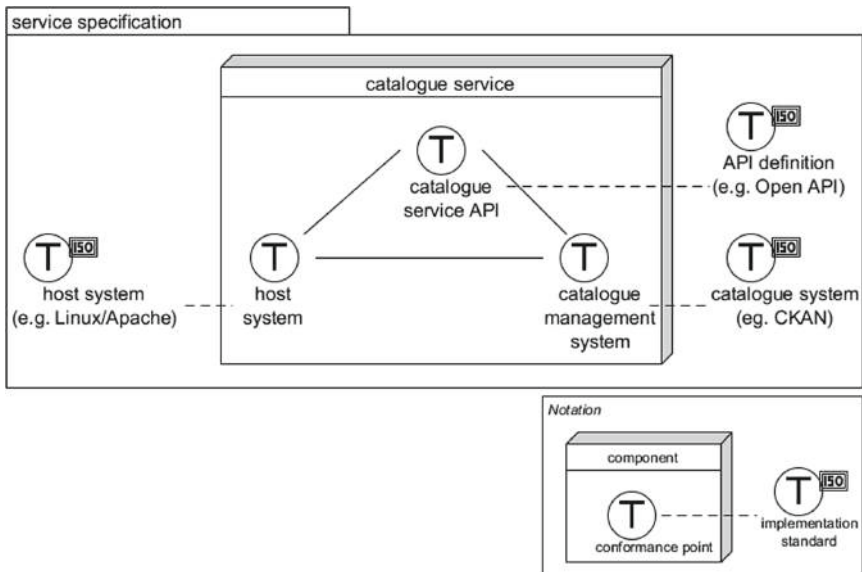 service specification
catalogue service
T
T ISO
catalogue
service API
API definition
(e.g. Open API)
T ISO
T
T
T ISO
host system
(e.g. Linux/Apache)
host
system
catalogue
management
system
catalogue system
(eg. CKAN)
Notation
component
T
T ISO
conformance point
implementation
standard